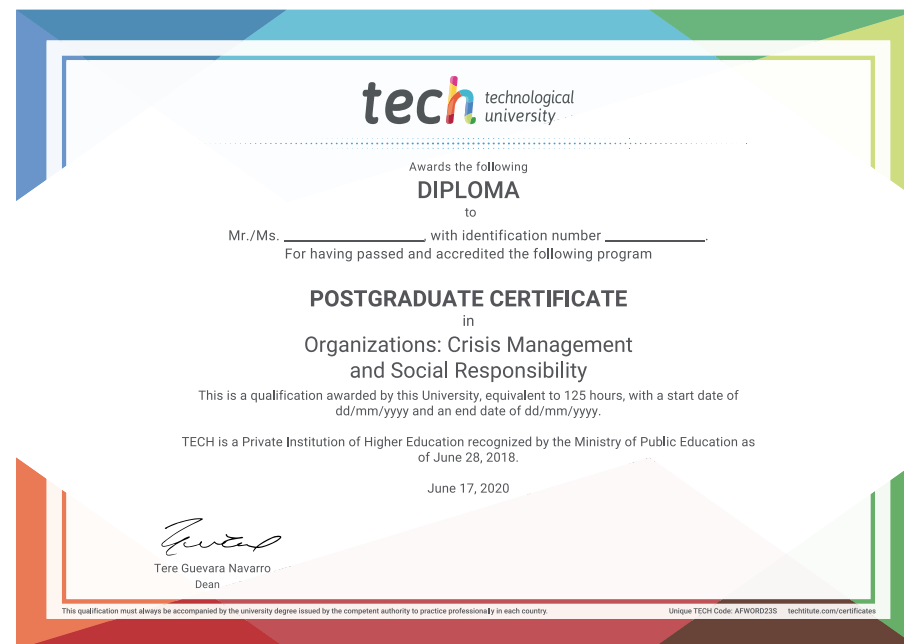 tech technological
university
Awards the following
DIPLOMA
to
Mr./Ms. ____________________, with identification number ______________.
For having passed and accredited the following program
POSTGRADUATE CERTIFICATE
in
Organizations: Crisis Management
and Social Responsibility
This is a qualification awarded by this University, equivalent to 125 hours, with a start date of
dd/mm/yyyy and an end date of dd/mm/yyyy.
TECH is a Private Institution of Higher Education recognized by the Ministry of Public Education as
of June 28, 2018.
June 17, 2020
Tere Guevara Navarro
Dean
This qualification must always be accompanied by the university degree issued by the competent authority to practice professionally in each country.
Unique TECH Code: AFWORD23S techtitute.com/certificates